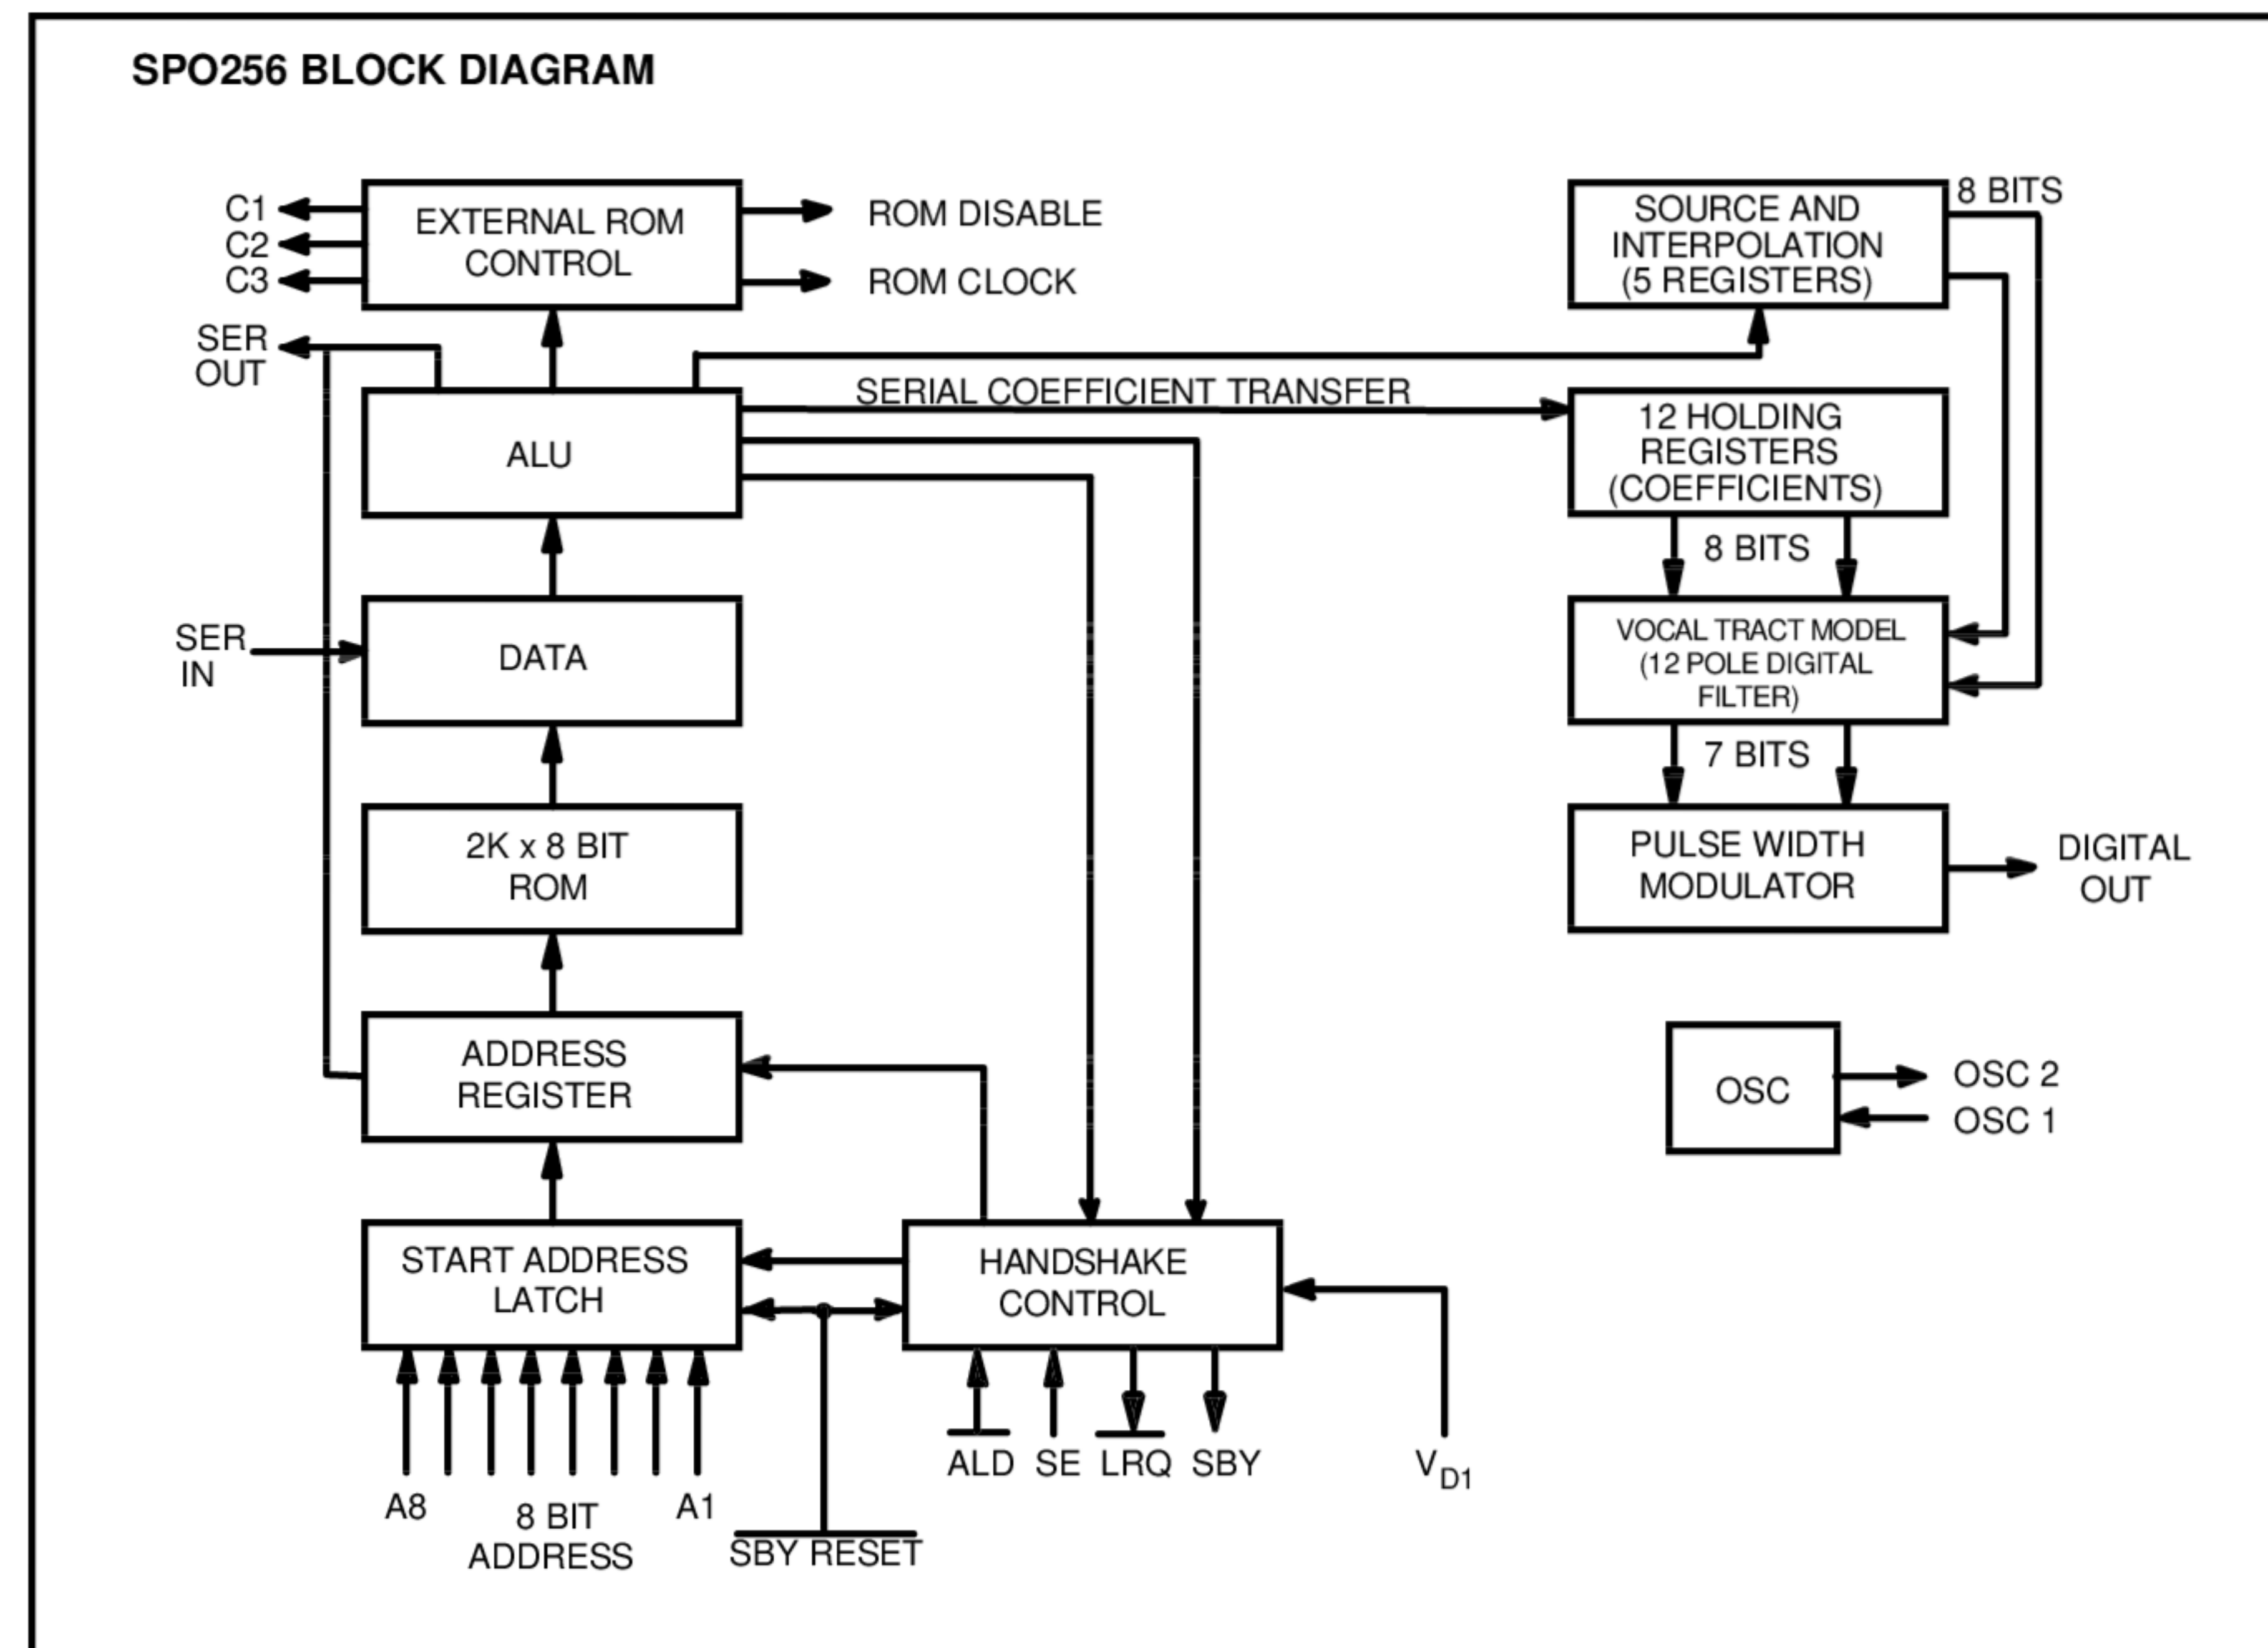 SPO256 BLOCK DIAGRAM
C1
C2
C3
EXTERNAL ROM
CONTROL
ROM DISABLE
ROM CLOCK
SOURCE AND
INTERPOLATION
(5 REGISTERS)
8 BITS
SER
OUT
SERIAL COEFFICIENT TRANSFER
ALU
12 HOLDING
REGISTERS
(COEFFICIENTS)
8 BITS
SER
IN
DATA
VOCAL TRACT MODEL
(12 POLE DIGITAL
FILTER)
7 BITS
2K x 8 BIT
ROM
PULSE WIDTH
MODULATOR
DIGITAL
OUT
ADDRESS
REGISTER
OSC
OSC 2
OSC 1
START ADDRESS
LATCH
HANDSHAKE
CONTROL
ALD
SE
LRQ
SBY
VD1
A8
8 BIT
ADDRESS
A1
SBY RESET